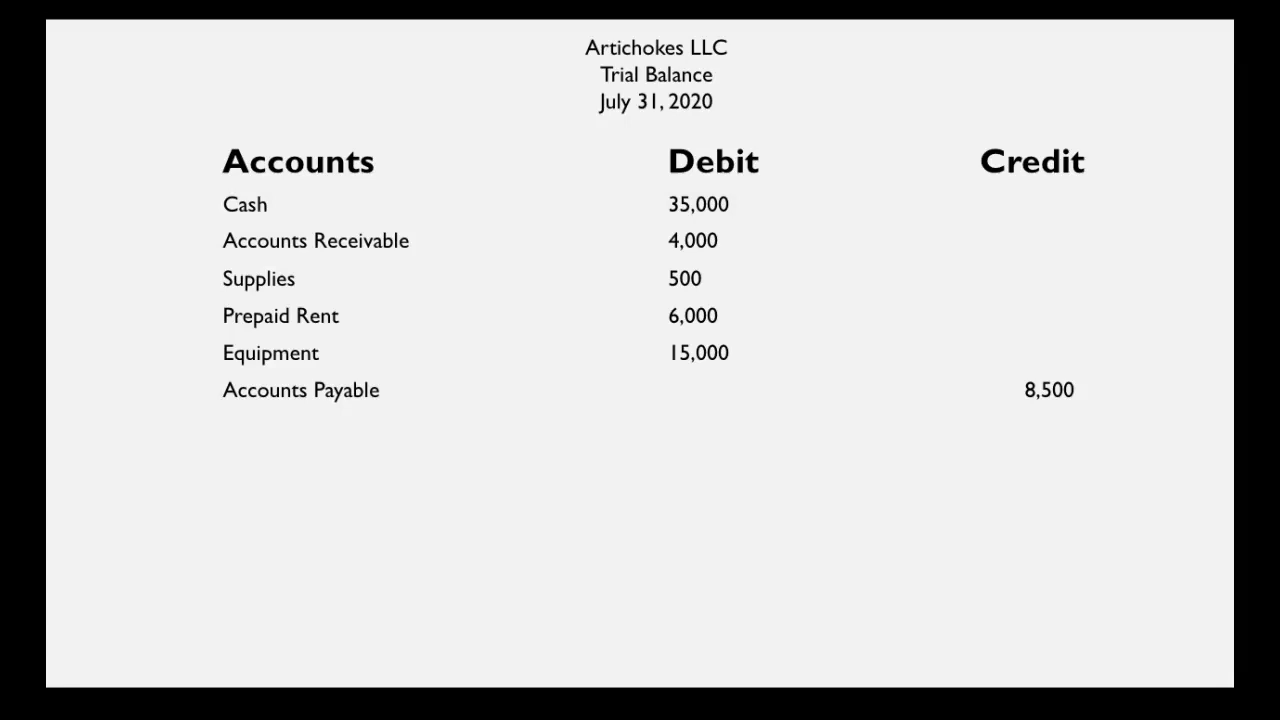 Artichokes LLC
Trial Balance
July 31, 2020
Accounts Debit Credit
Cash 35,000
Accounts Receivable 4,000
Supplies 500
Prepaid Rent 6,000
Equipment 15,000
Accounts Payable 8,500